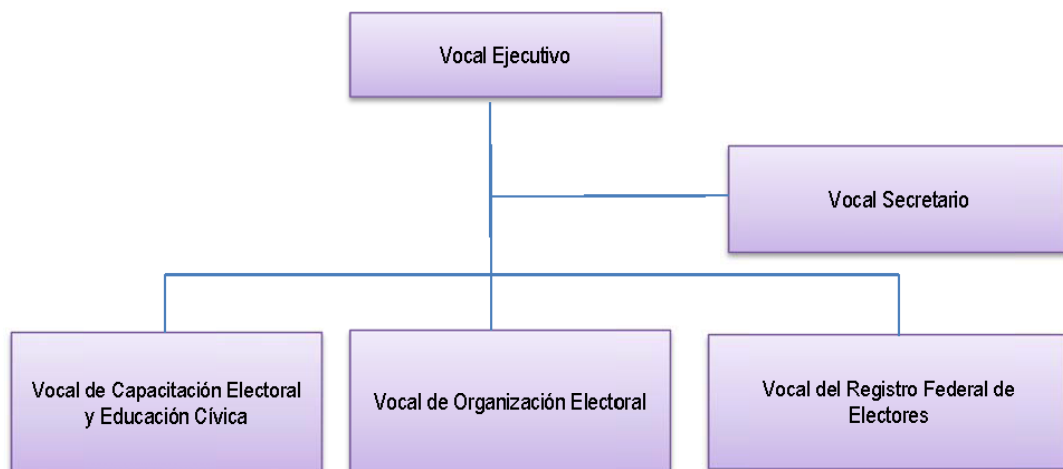 Vocal Ejecutivo
Vocal Secretario
Vocal de Capacitación Electoral
y Educación Cívica
Vocal de Organización Electoral
Vocal del Registro Federal de
Electores